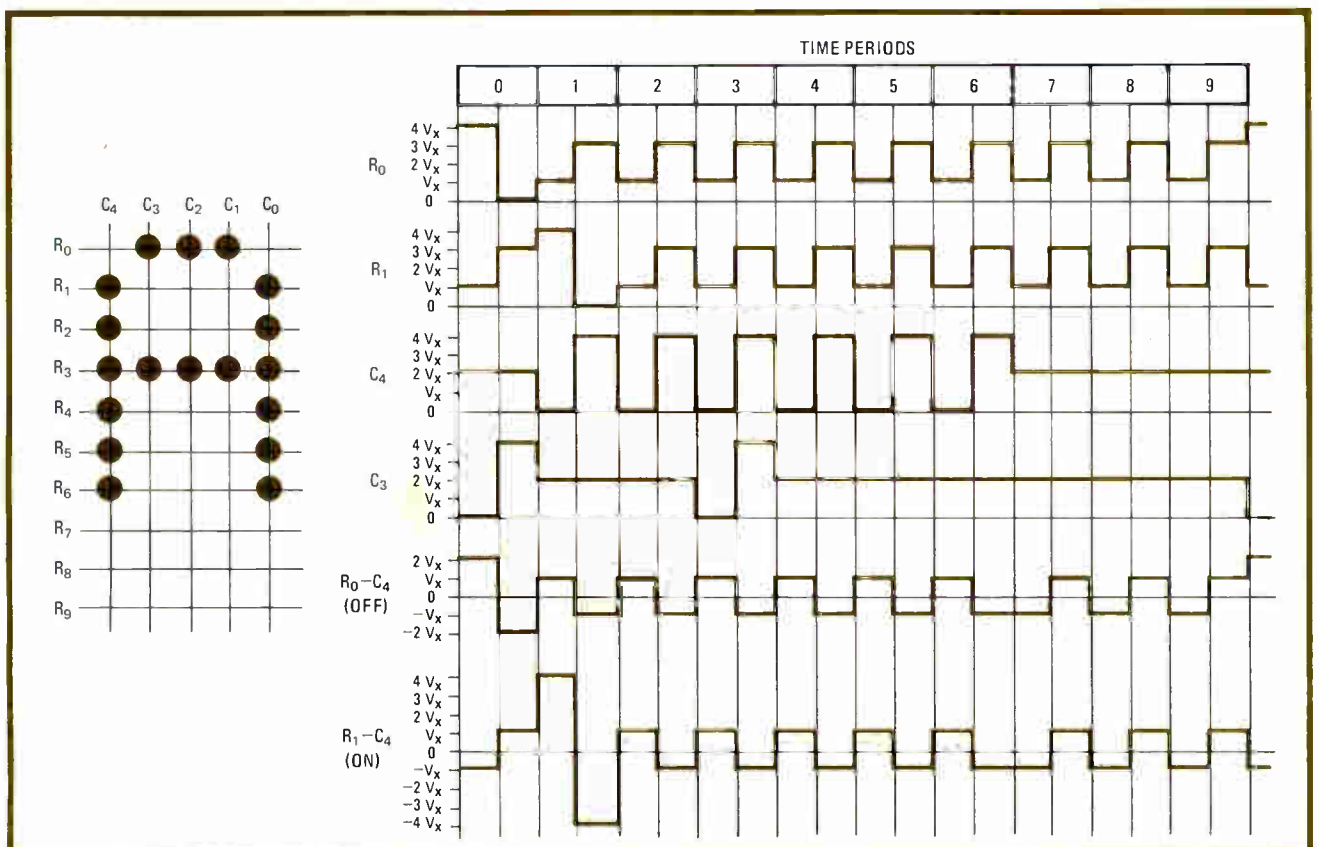 TIME PERIODS
0 1 2 3 4 5 6 7 8 9
C4 C3 C2 C1 C0
R0
R1
R2
R3
R4
R5
R6
R7
R8
R9
R0
4 Vx
3 Vx
2 Vx
Vx
0
R1
4 Vx
3 Vx
2 Vx
Vx
0
C4
4 Vx
3 Vx
2 Vx
Vx
0
C3
4 Vx
3 Vx
2 Vx
Vx
0
R0–C4
(OFF)
2 Vx
Vx
0
–Vx
–2 Vx
R1–C4
(ON)
4 Vx
3 Vx
2 Vx
Vx
0
–Vx
–2 Vx
–3 Vx
–4 Vx